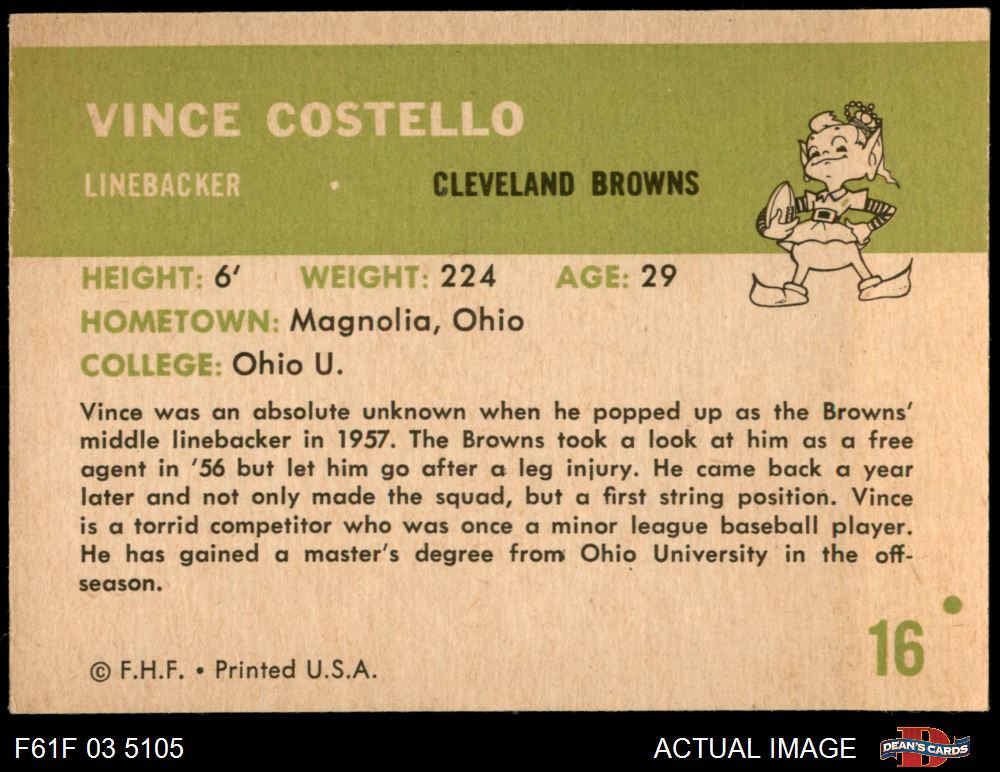 VINCE COSTELLO
LINEBACKER · CLEVELAND BROWNS
HEIGHT: 6' WEIGHT: 224 AGE: 29
HOMETOWN: Magnolia, Ohio
COLLEGE: Ohio U.
Vince was an absolute unknown when he popped up as the Browns'
middle linebacker in 1957. The Browns took a look at him as a free
agent in '56 but let him go after a leg injury. He came back a year
later and not only made the squad, but a first string position. Vince
is a torrid competitor who was once a minor league baseball player.
He has gained a master's degree from Ohio University in the off-
season.
16
© F.H.F. • Printed U.S.A.
F61F 03 5105
ACTUAL IMAGE
D
DEAN'S CARDS